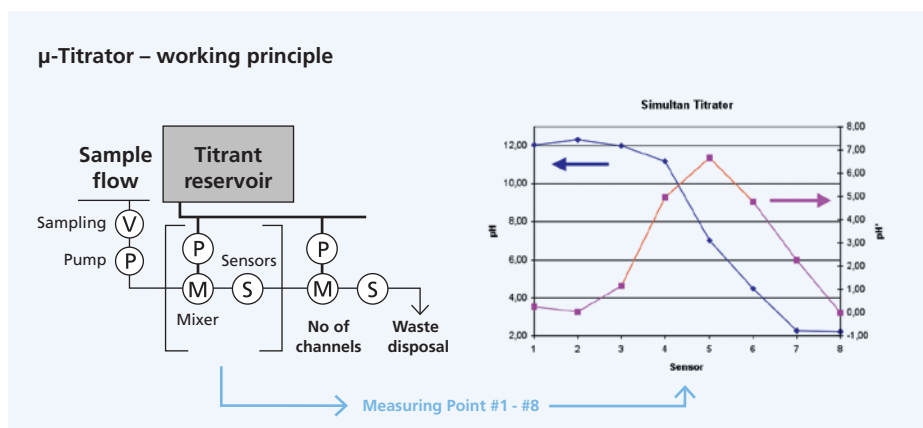 µ-Titrator – working principle
Sample
flow
Titrant
reservoir
Sampling
V
P
P
Pump
P
Sensors
M
S
M
S
Mixer
No of
channels
Waste
disposal
Simultan Titrator
12,00
10,00
8,00
6,00
4,00
2,00
pH
8,00
7,00
6,00
5,00
4,00
3,00
2,00
1,00
0,00
-1,00
pH'
1
2
3
4
5
6
7
8
Sensor
Measuring Point #1 - #8